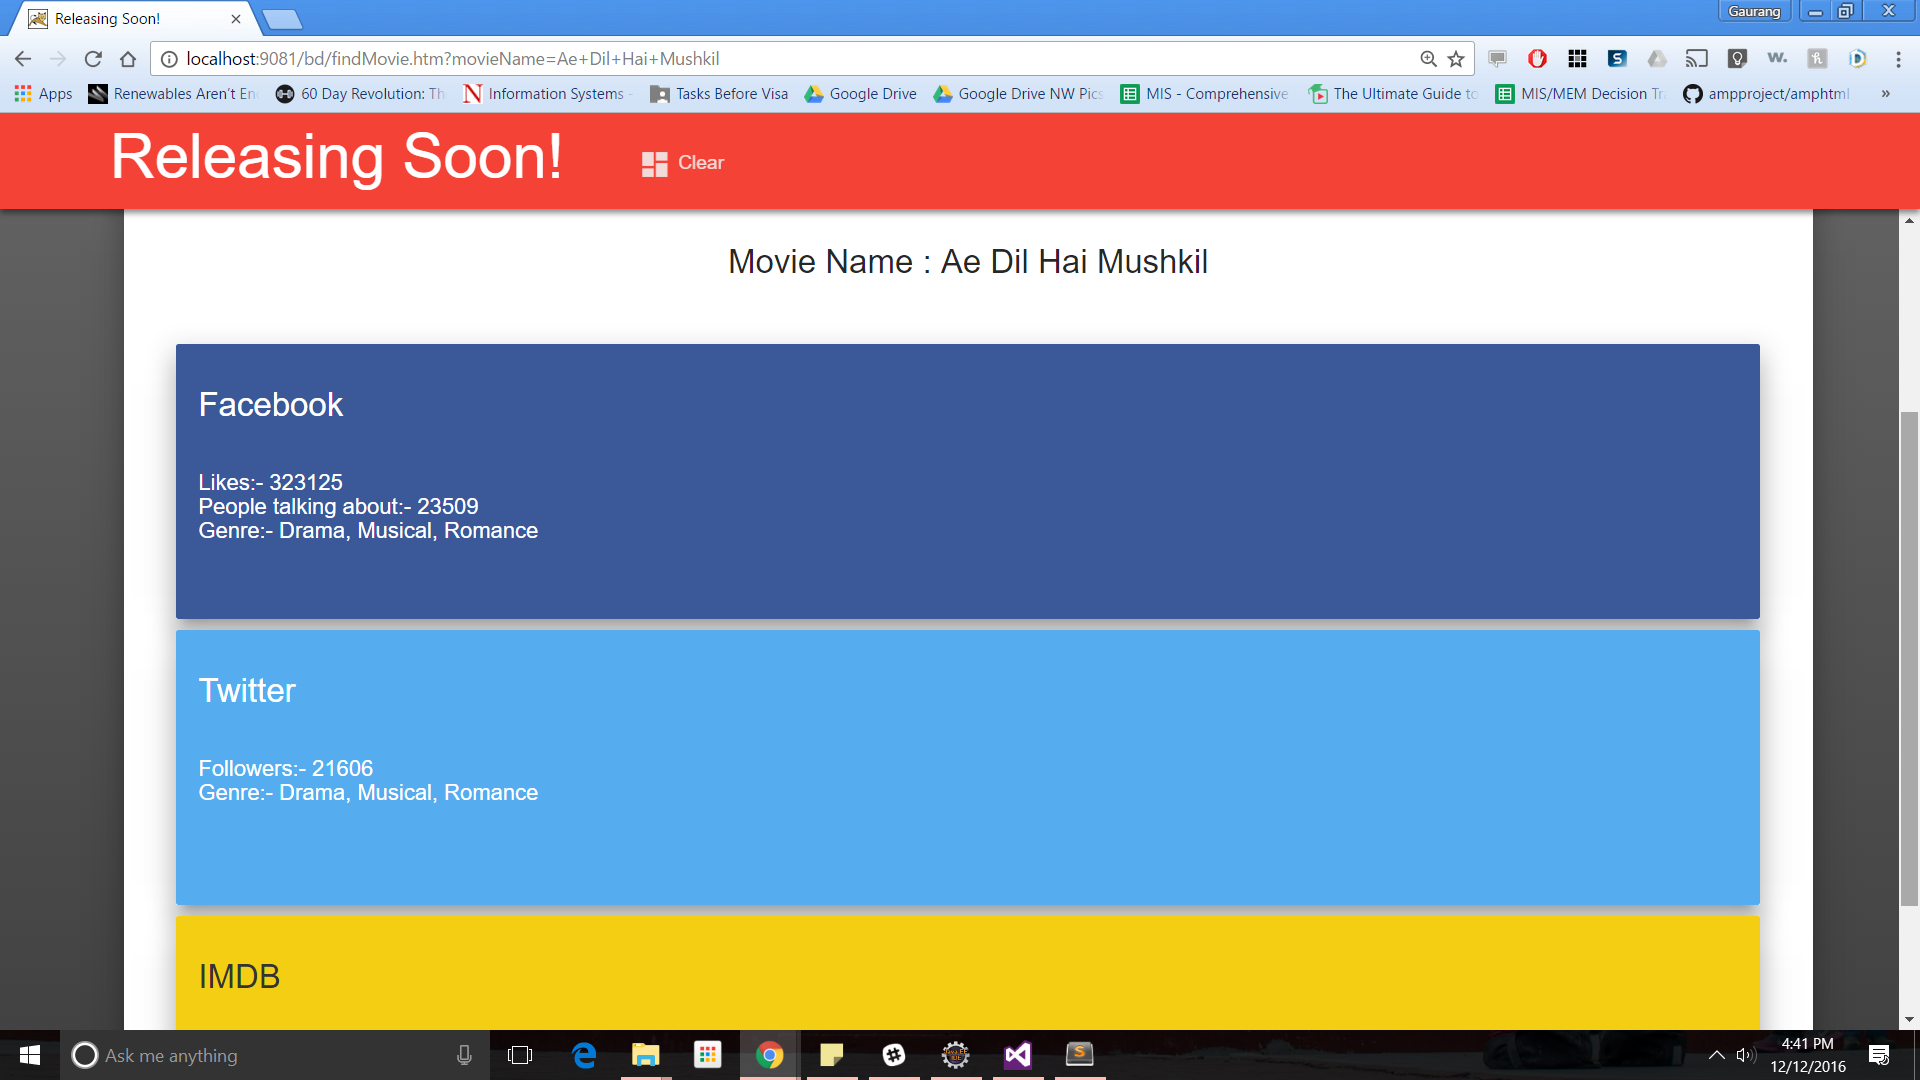 Releasing Soon!
Gaurang
localhost:9081/bd/findMovie.htm?movieName=Ae+Dil+Hai+Mushkil
Apps
Renewables Aren't En
60 Day Revolution: Th
Information Systems -
Tasks Before Visa
Google Drive
Google Drive NW Pics
MIS - Comprehensive
The Ultimate Guide to
MIS/MEM Decision Tr
ampproject/amphtml
»
Releasing Soon!
Clear
Movie Name : Ae Dil Hai Mushkil
Facebook
Likes:- 323125
People talking about:- 23509
Genre:- Drama, Musical, Romance
Twitter
Followers:- 21606
Genre:- Drama, Musical, Romance
IMDB
Ask me anything
4:41 PM
12/12/2016